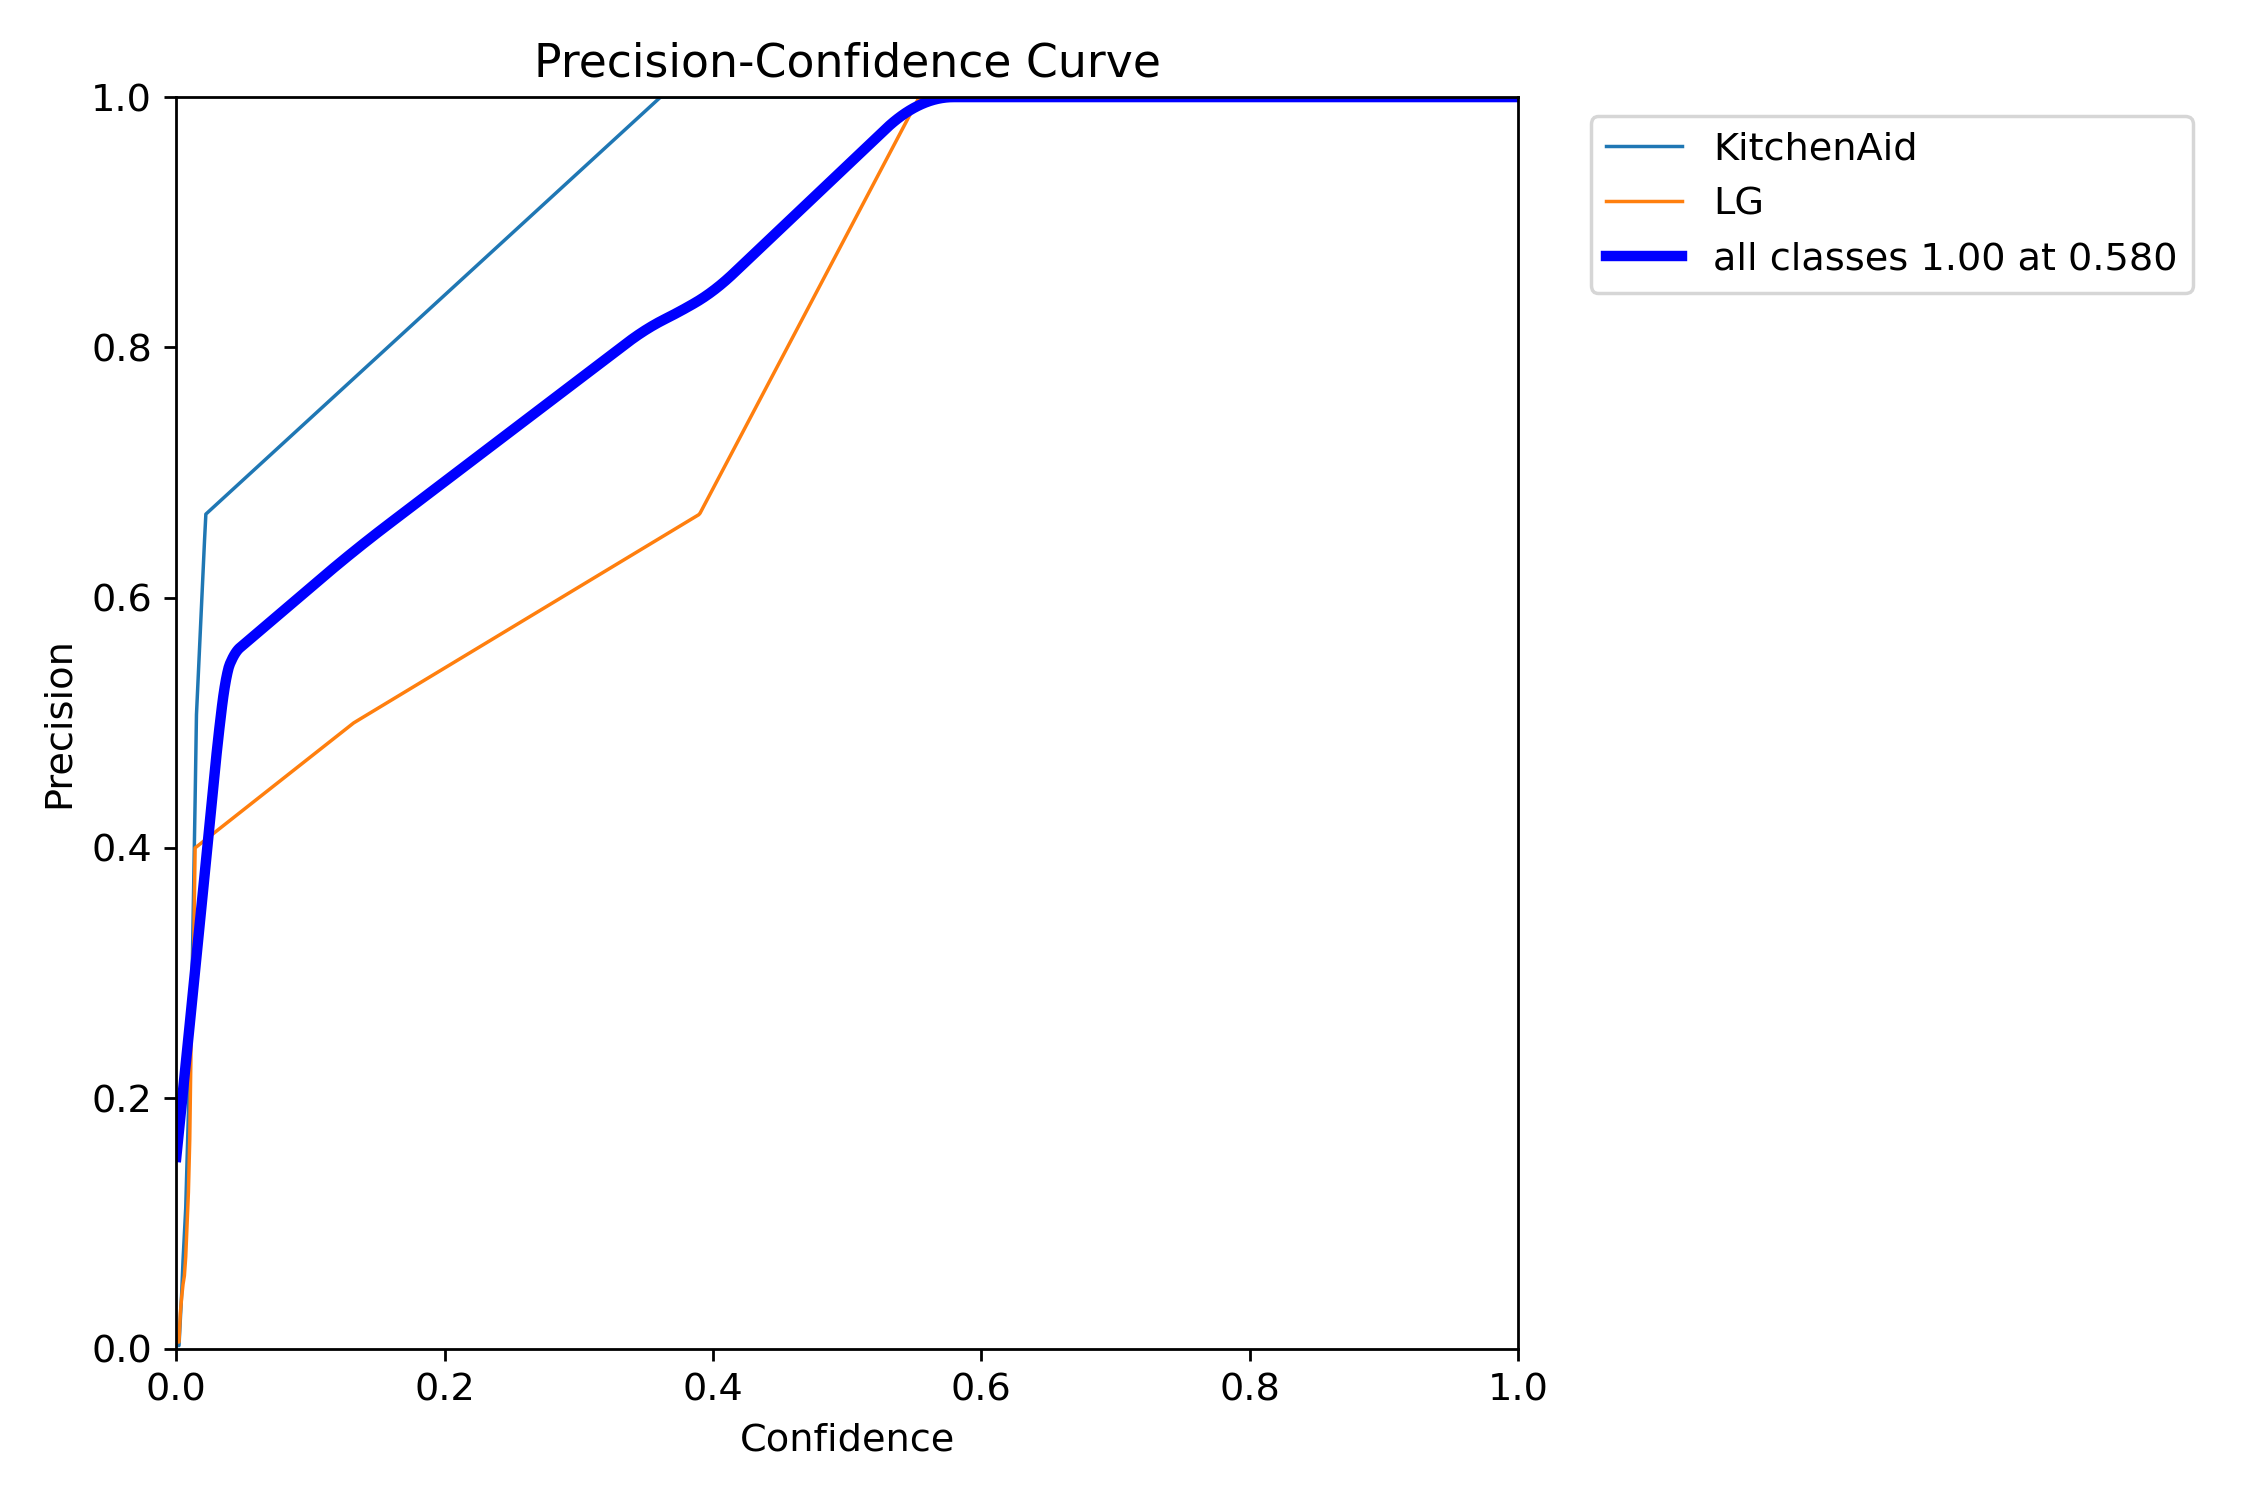 Precision-Confidence Curve
1.0
0.8
0.6
0.4
0.2
0.0
Precision
0.0 0.2 0.4 0.6 0.8 1.0
Confidence
KitchenAid
LG
all classes 1.00 at 0.580